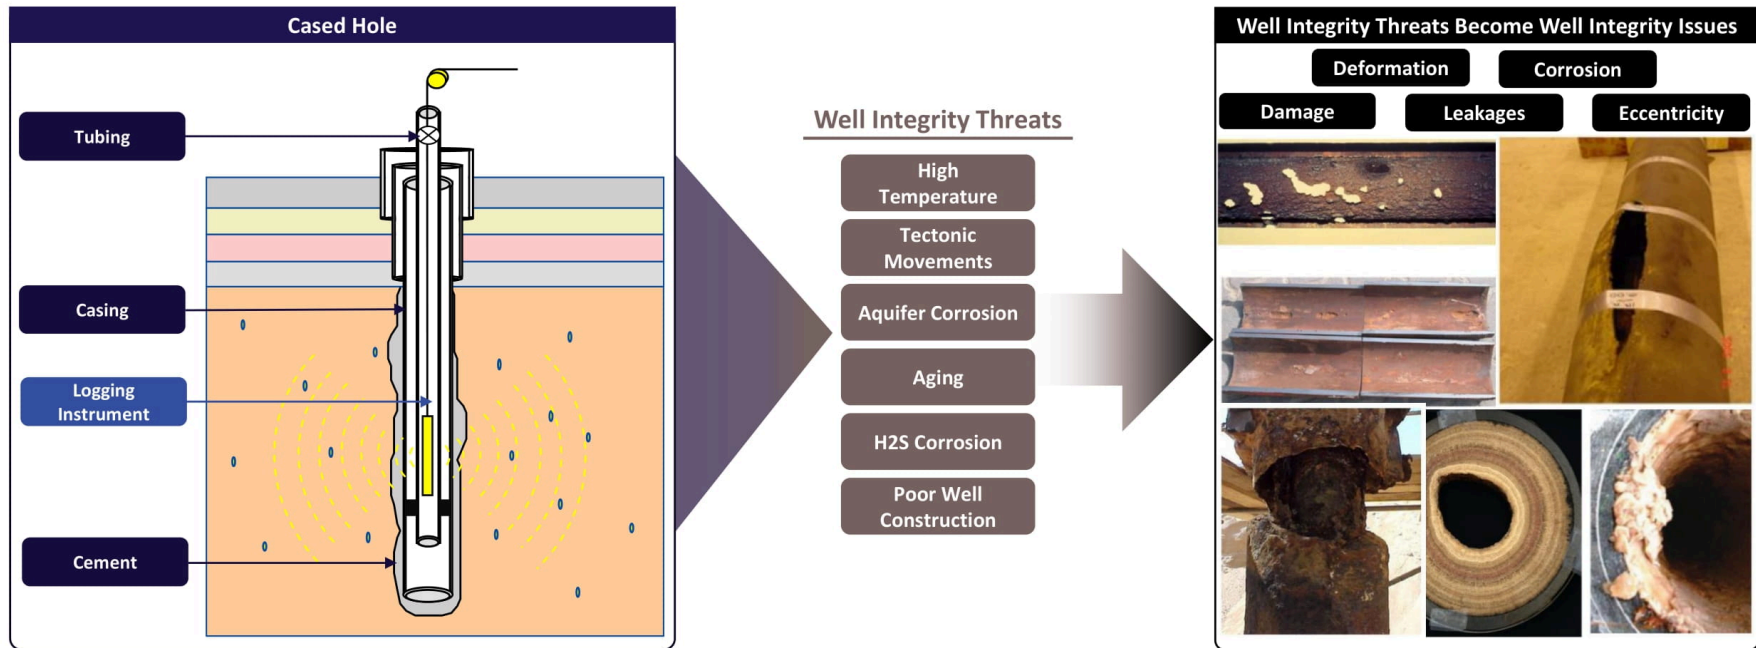 Cased Hole
Tubing
Casing
Logging
Instrument
Cement
Well Integrity Threats
High
Temperature
Tectonic
Movements
Aquifer Corrosion
Aging
H2S Corrosion
Poor Well
Construction
Well Integrity Threats Become Well Integrity Issues
Deformation
Corrosion
Damage
Leakages
Eccentricity